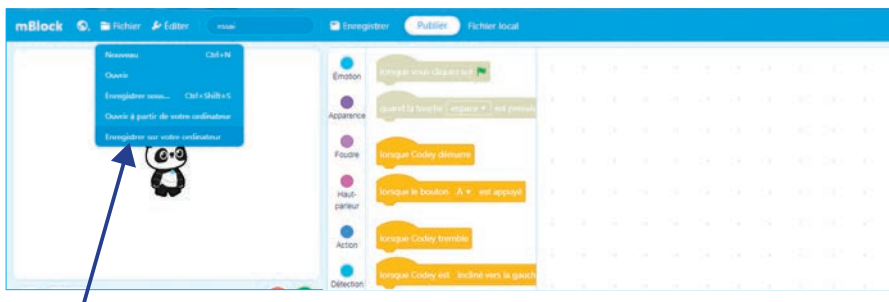 mBlock Fichier Éditer essai Enregistrer Publier Fichier local
Nouveau Ctrl+N
Ouvrir
Enregistrer sous... Ctrl+Shift+S
Ouvrir à partir de votre ordinateur
Enregistrer sur votre ordinateur
Émotion
Apparence
Foudre
Haut-
parleur
Action
Détection
lorsque vous cliquez sur
quand la touche espace est pressée
lorsque Codey démarre
lorsque le bouton A est appuyé
lorsque Codey tremble
lorsque Codey est incliné vers la gauch